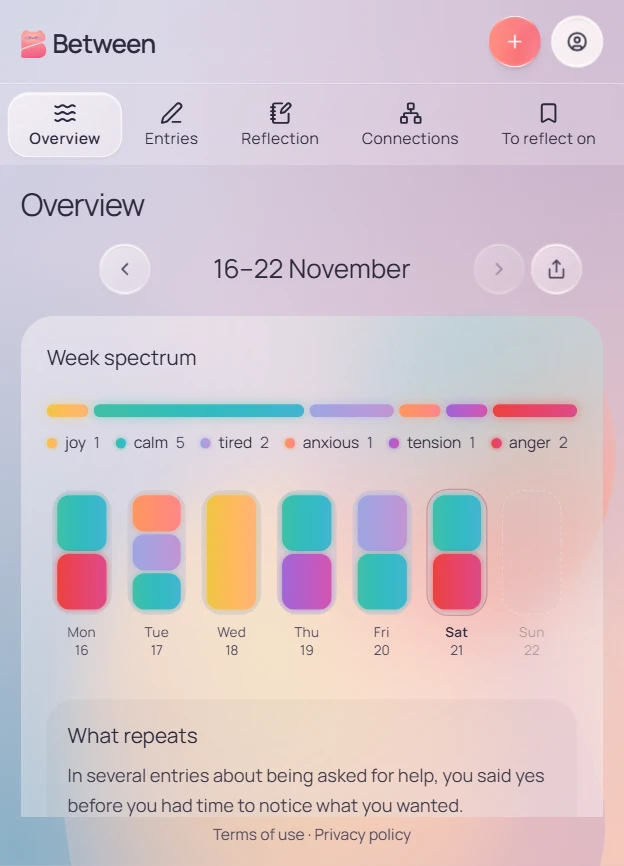 Between
Overview
Entries
Reflection
Connections
To reflect on
Overview
16–22 November
Week spectrum
joy 1
calm 5
tired 2
anxious 1
tension 1
anger 2
Mon
16
Tue
17
Wed
18
Thu
19
Fri
20
Sat
21
Sun
22
What repeats
In several entries about being asked for help, you said yes
before you had time to notice what you wanted.
Terms of use · Privacy policy